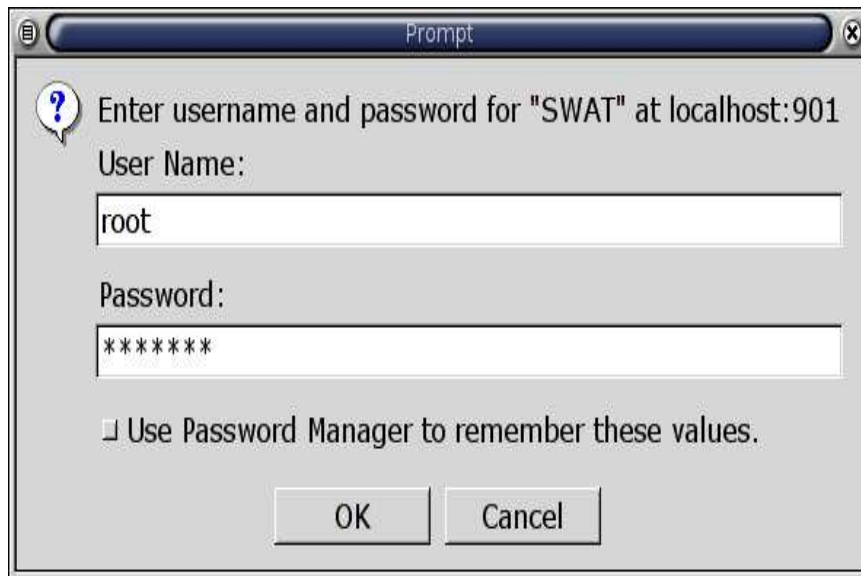 Prompt
Enter username and password for "SWAT" at localhost:901
User Name:
root
Password:
*******
Use Password Manager to remember these values.
OK
Cancel